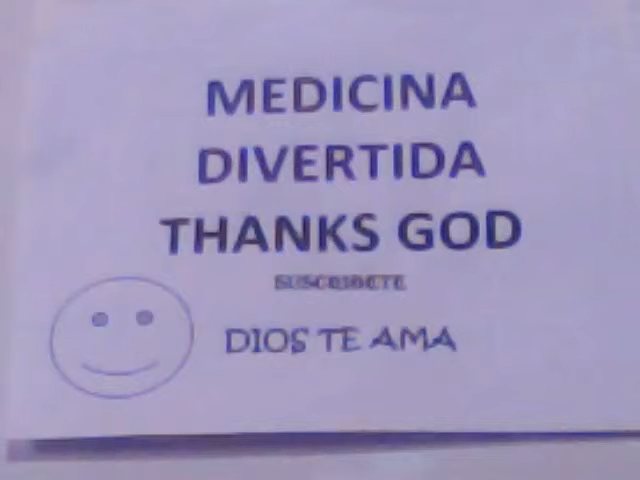 MEDICINA
DIVERTIDA
THANKS GOD
SUSCRIBETE
DIOS TE AMA